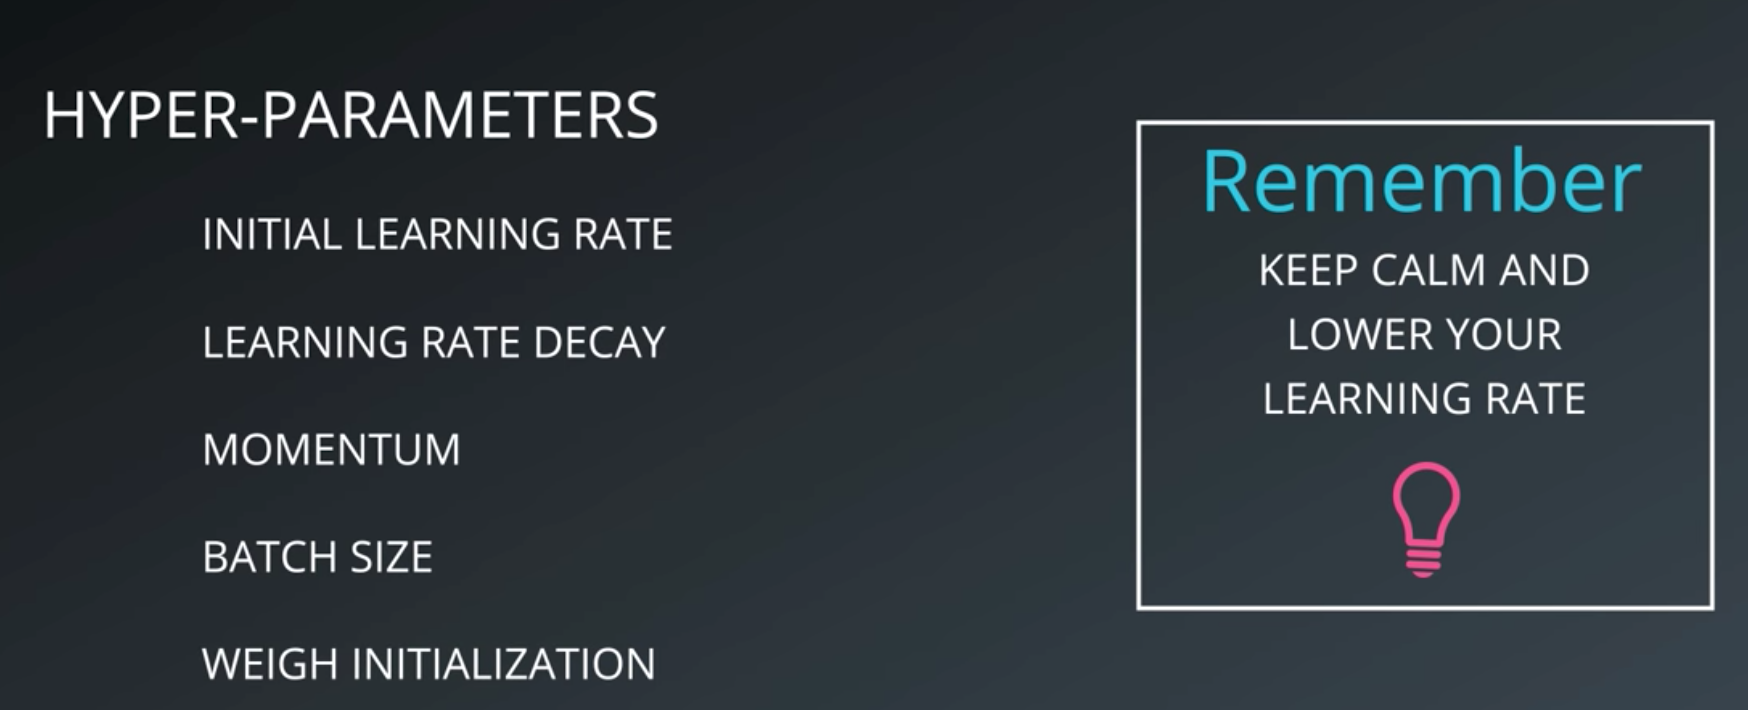 HYPER-PARAMETERS
INITIAL LEARNING RATE
LEARNING RATE DECAY
MOMENTUM
BATCH SIZE
WEIGH INITIALIZATION
Remember
KEEP CALM AND
LOWER YOUR
LEARNING RATE